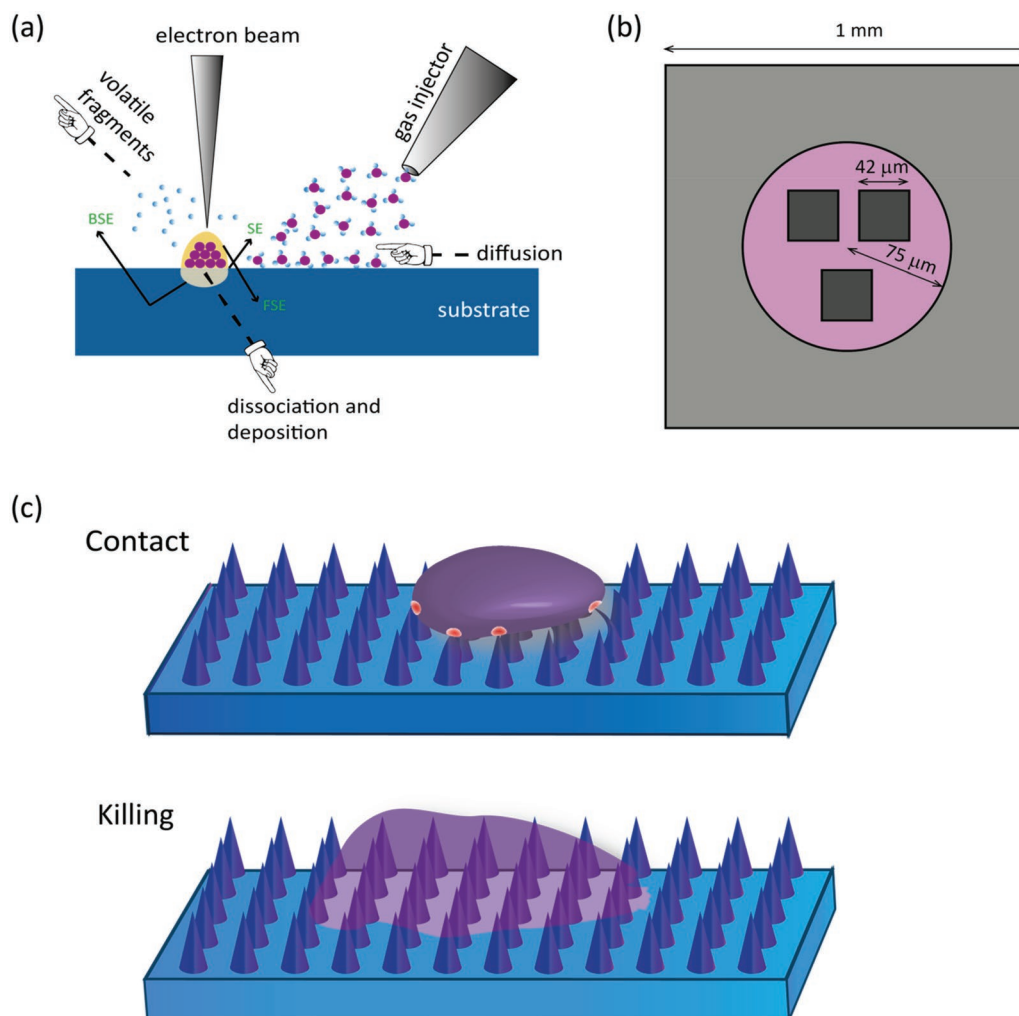 (a)
electron beam
volatile
fragments
gas injector
BSE
SE
diffusion
FSE
substrate
dissociation and
deposition
(b)
1 mm
42 μm
75 μm
(c)
Contact
Killing